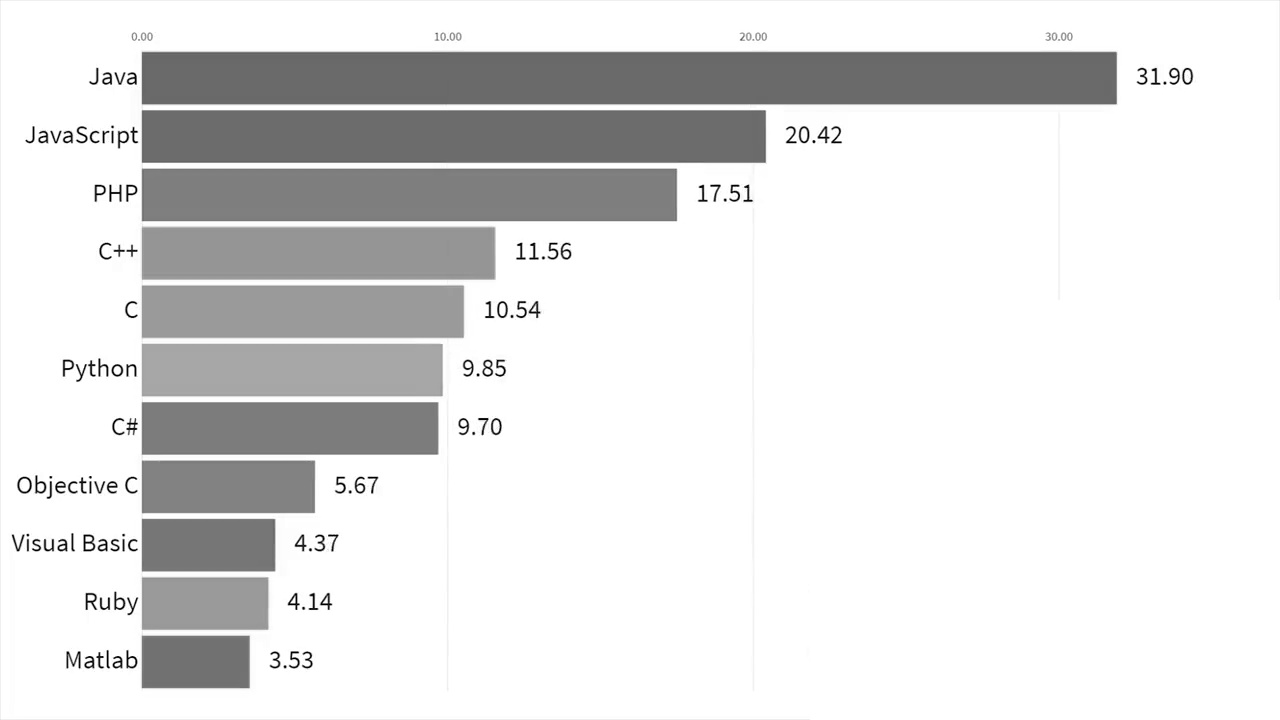 0.00 10.00 20.00 30.00
Java 31.90
JavaScript 20.42
PHP 17.51
C++ 11.56
C 10.54
Python 9.85
C# 9.70
Objective C 5.67
Visual Basic 4.37
Ruby 4.14
Matlab 3.53